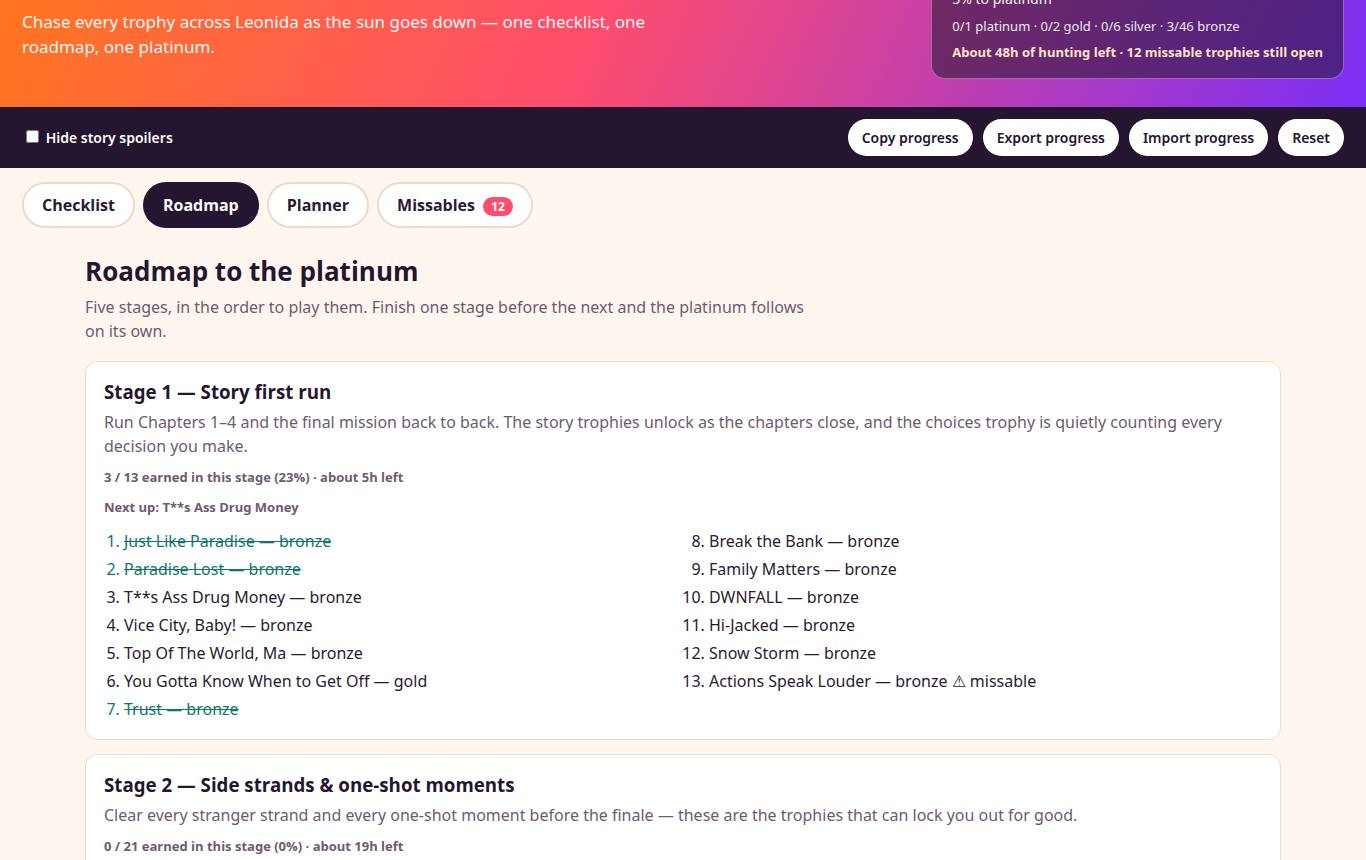 Chase every trophy across Leonida as the sun goes down — one checklist, one
roadmap, one platinum.
0/1 platinum · 0/2 gold · 0/6 silver · 3/46 bronze
About 48h of hunting left · 12 missable trophies still open
Hide story spoilers
Copy progress
Export progress
Import progress
Reset
Checklist
Roadmap
Planner
Missables 12
Roadmap to the platinum
Five stages, in the order to play them. Finish one stage before the next and the platinum follows
on its own.
Stage 1 — Story first run
Run Chapters 1–4 and the final mission back to back. The story trophies unlock as the chapters close, and the choices trophy is quietly counting every
decision you make.
3 / 13 earned in this stage (23%) · about 5h left
Next up: T**s Ass Drug Money
1. Just Like Paradise — bronze
2. Paradise Lost — bronze
3. T**s Ass Drug Money — bronze
4. Vice City, Baby! — bronze
5. Top Of The World, Ma — bronze
6. You Gotta Know When to Get Off — gold
7. Trust — bronze
8. Break the Bank — bronze
9. Family Matters — bronze
10. DWNFALL — bronze
11. Hi-Jacked — bronze
12. Snow Storm — bronze
13. Actions Speak Louder — bronze ⚠ missable
Stage 2 — Side strands & one-shot moments
Clear every stranger strand and every one-shot moment before the finale — these are the trophies that can lock you out for good.
0 / 21 earned in this stage (0%) · about 19h left